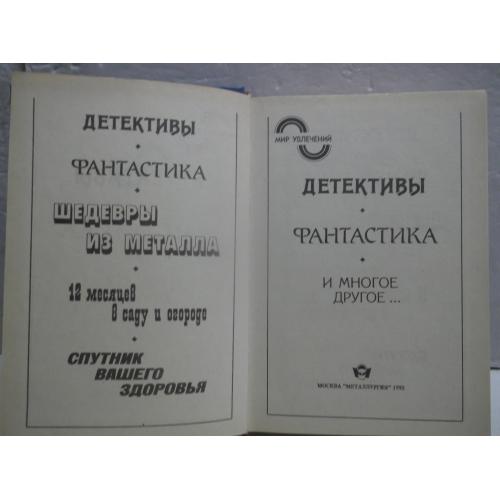 ДЕТЕКТИВЫ
ФАНТАСТИКА
ШЕДЕВРЫ
ИЗ МЕТАЛЛА
12 месяцев
в саду и огороде
СПУТНИК
ВАШЕГО
ЗДОРОВЬЯ
МИР УВЛЕЧЕНИЙ
ДЕТЕКТИВЫ
ФАНТАСТИКА
И МНОГОЕ
ДРУГОЕ ...
МОСКВА "МЕТАЛЛУРГИЯ"